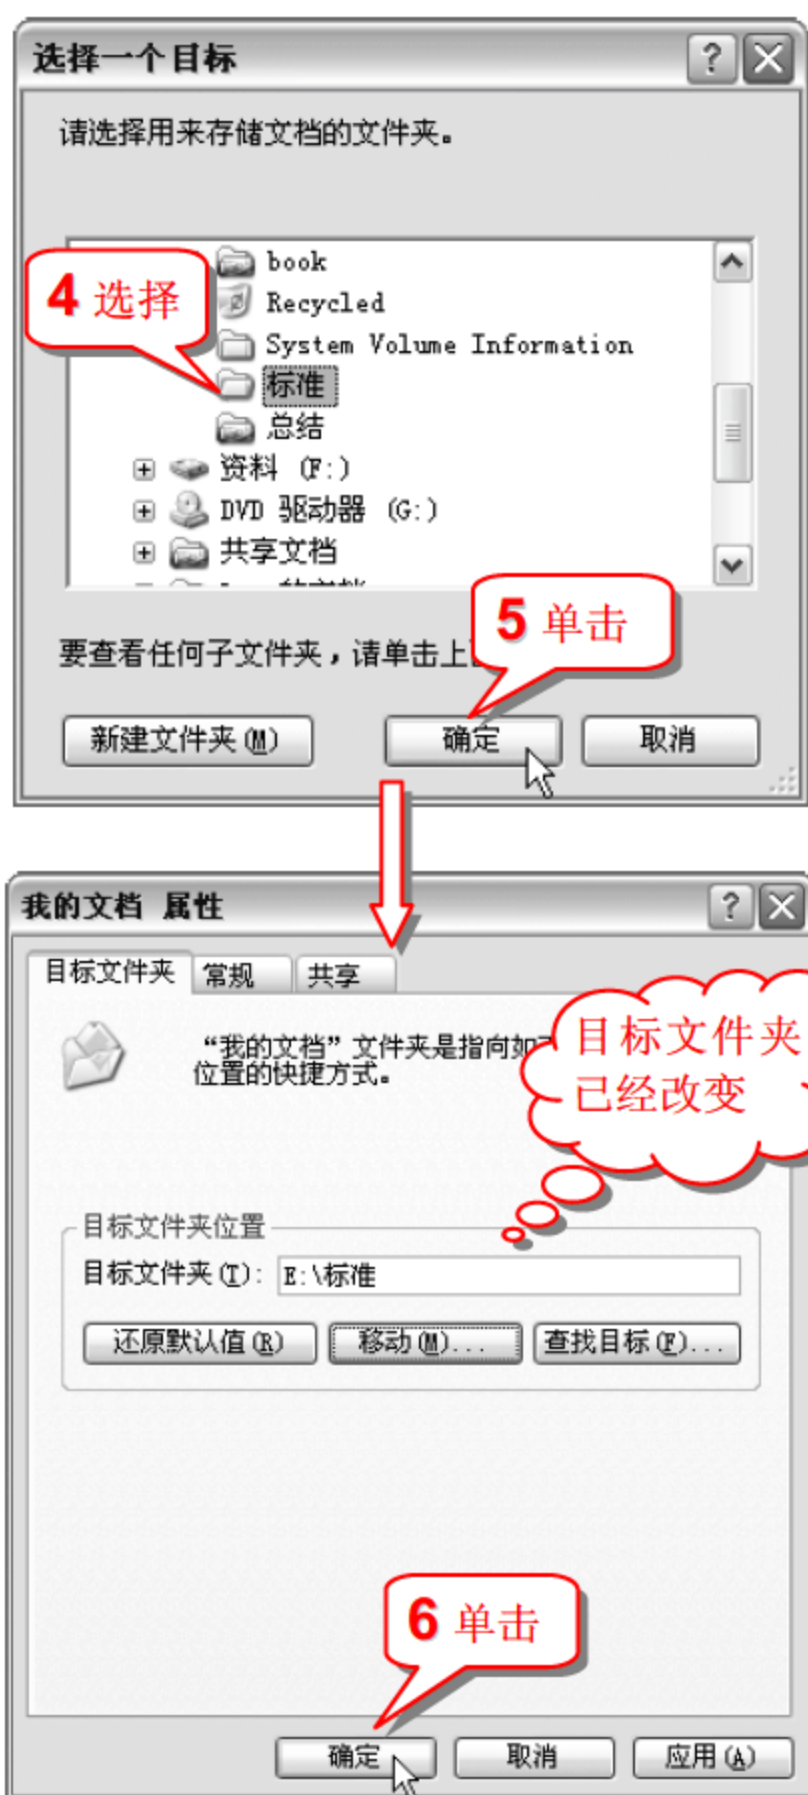 选择一个目标
请选择用来存储文档的文件夹。
book
4 选择
Recycled
System Volume Information
标准
总结
资料 (F:)
DVD 驱动器 (G:)
共享文档
5 单击
要查看任何子文件夹，请单击上
新建文件夹(M)
确定
取消
我的文档 属性
目标文件夹
常规
共享
“我的文档”文件夹是指向如
位置的快捷方式。
目标文件夹
已经改变
目标文件夹位置
目标文件夹(T):
E:\标准
还原默认值(R)
移动(M)...
查找目标(F)...
6 单击
确定
取消
应用(A)